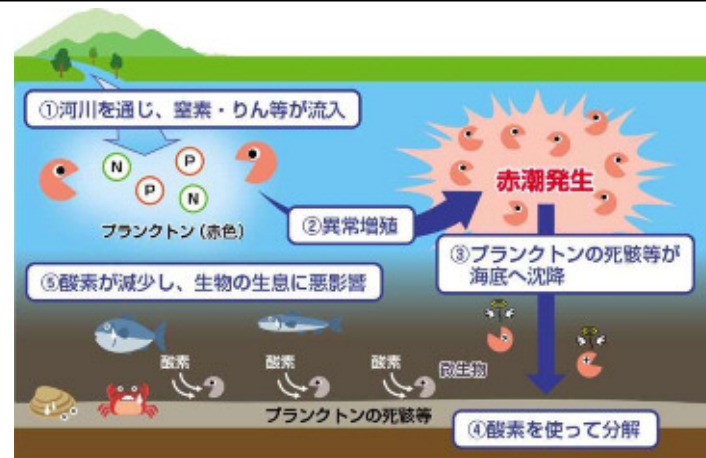 ①河川を通じ、窒素・りん等が流入
N
P
P
N
プランクトン（赤色）
②異常増殖
赤潮発生
③プランクトンの死骸等が
海底へ沈降
⑤酸素が減少し、生物の生息に悪影響
酸素
酸素
酸素
微生物
プランクトンの死骸等
④酸素を使って分解